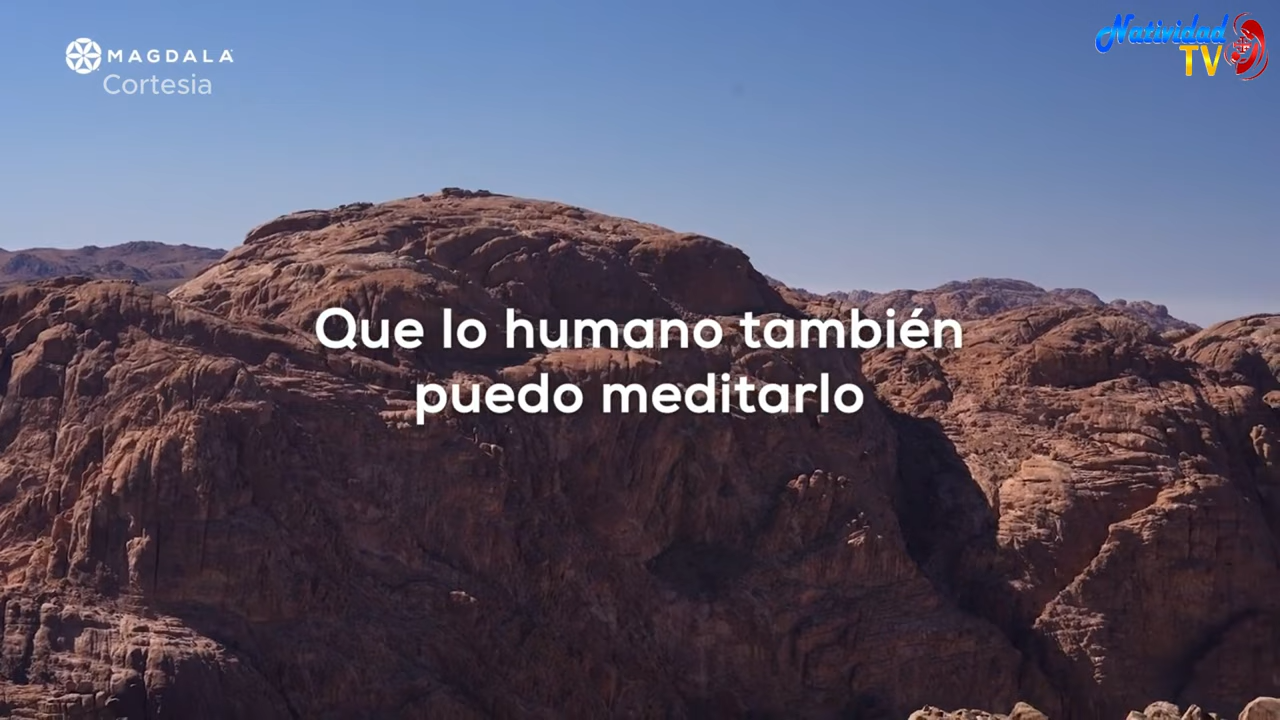 MAGDALA
Cortesia
Natividad
TV
Que lo humano también
puedo meditarlo